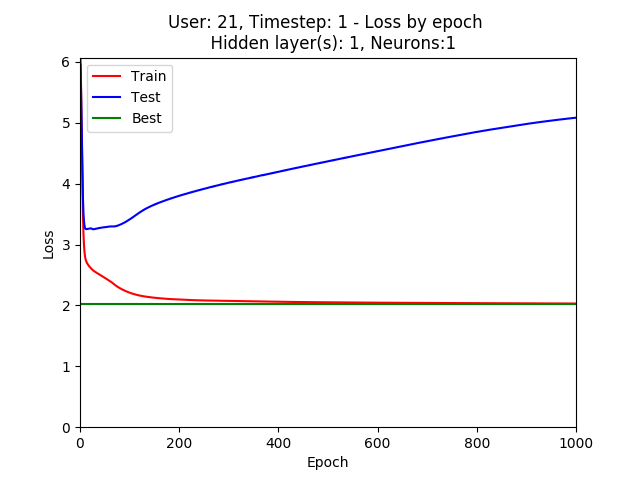 User: 21, Timestep: 1 - Loss by epoch
Hidden layer(s): 1, Neurons:1
Train
Test
Best
6
5
4
3
2
1
0
Loss
0 200 400 600 800 1000
Epoch